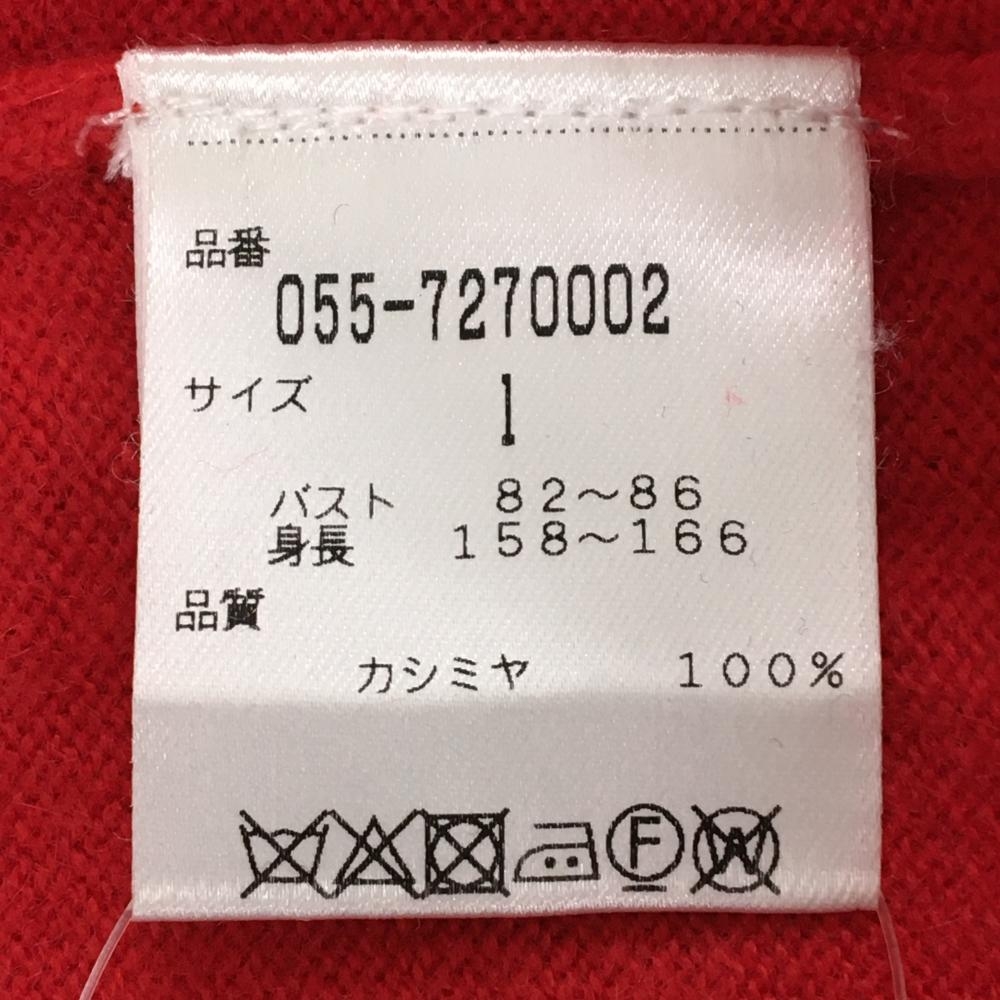 品番
055-7270002
サイズ 1
バスト 82～86
身長 158～166
品質
カシミヤ 100%
F W